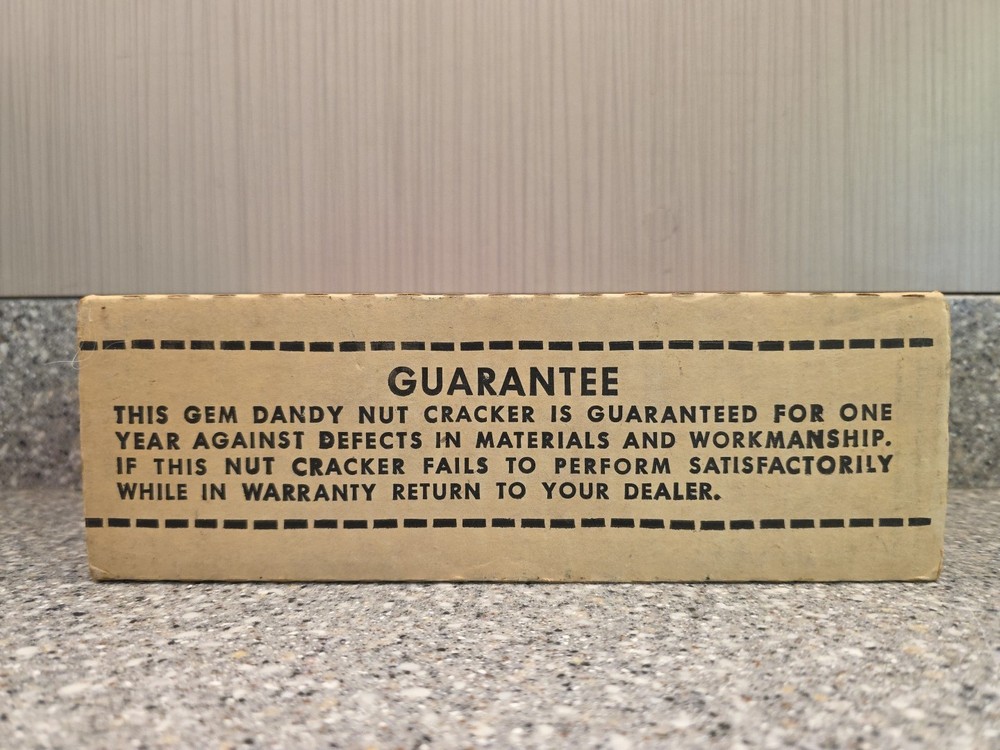 GUARANTEE
THIS GEM DANDY NUT CRACKER IS GUARANTEED FOR ONE
YEAR AGAINST DEFECTS IN MATERIALS AND WORKMANSHIP.
IF THIS NUT CRACKER FAILS TO PERFORM SATISFACTORILY
WHILE IN WARRANTY RETURN TO YOUR DEALER.